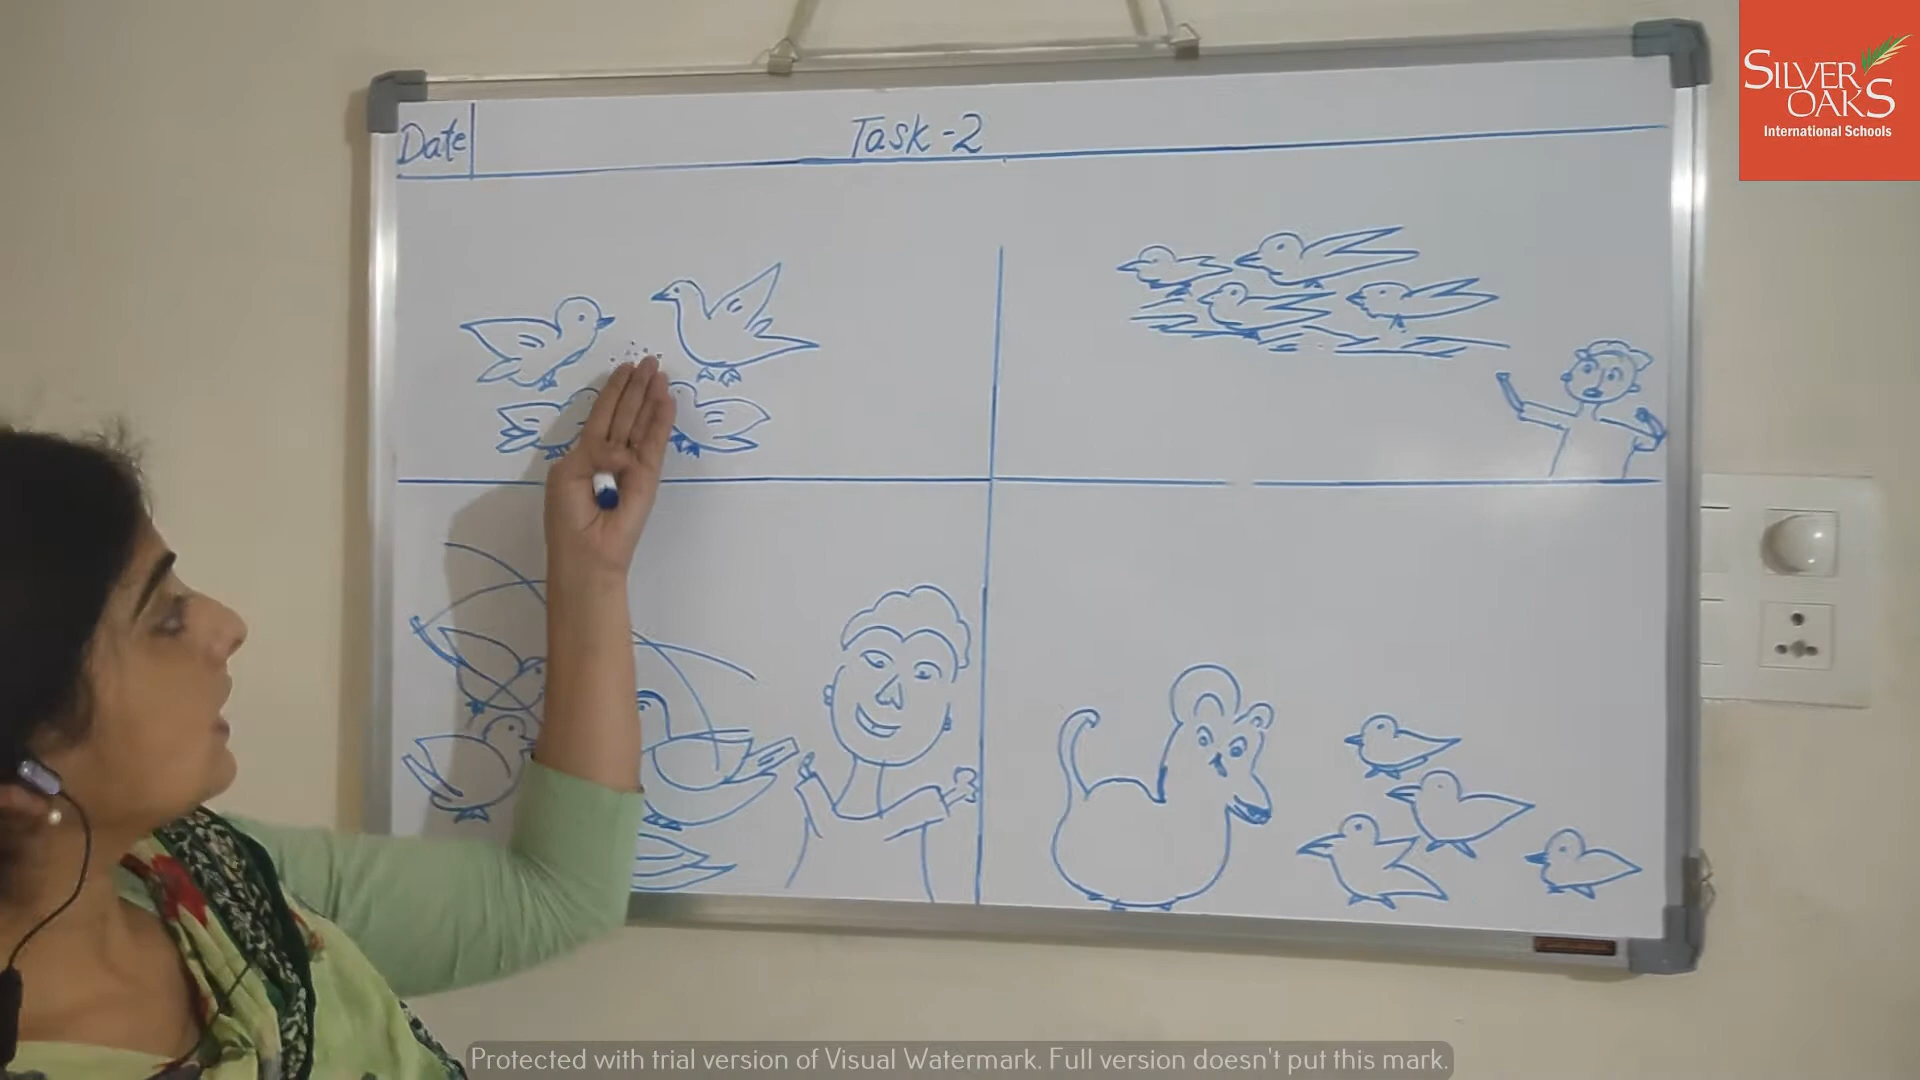 Date
Task-2
SILVER
OAKS
International Schools
Protected with trial version of Visual Watermark. Full version doesn't put this mark.